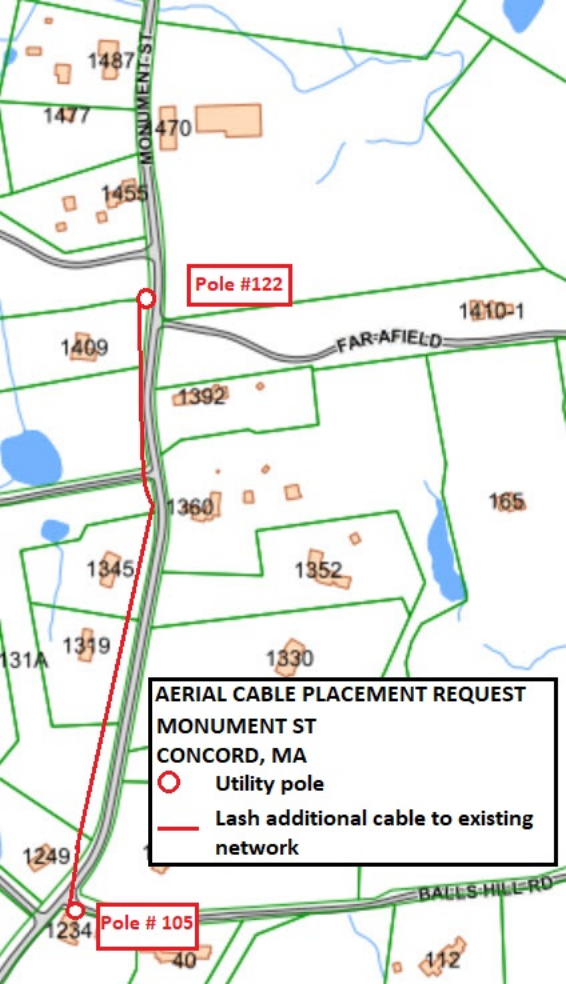 1487
MONUMENT ST
1477
1470
1455
Pole #122
1410-1
1409
FAR-AFIELD
1392
1360
165
1345
1352
1319
131A
1330
AERIAL CABLE PLACEMENT REQUEST
MONUMENT ST
CONCORD, MA
Utility pole
Lash additional cable to existing
network
1249
BALLS HILL RD
Pole # 105
1234
40
112